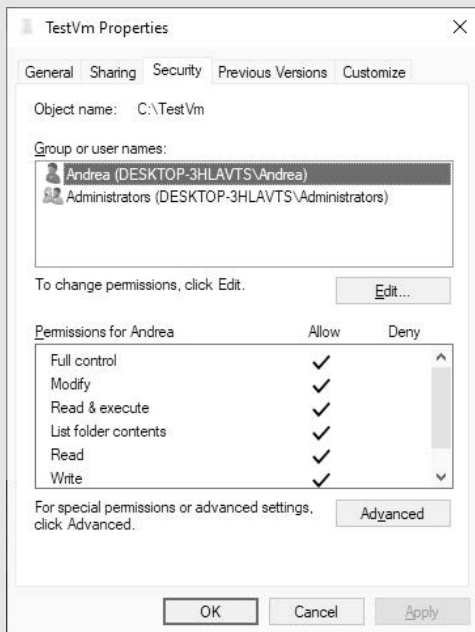 TestVm Properties
General Sharing Security Previous Versions Customize
Object name: C:\TestVm
Group or user names:
Andrea (DESKTOP-3HLAVTS\Andrea)
Administrators (DESKTOP-3HLAVTS\Administrators)
To change permissions, click Edit.
Edit...
Permissions for Andrea Allow Deny
Full control
Modify
Read & execute
List folder contents
Read
Write
For special permissions or advanced settings,
click Advanced.
Advanced
OK Cancel Apply